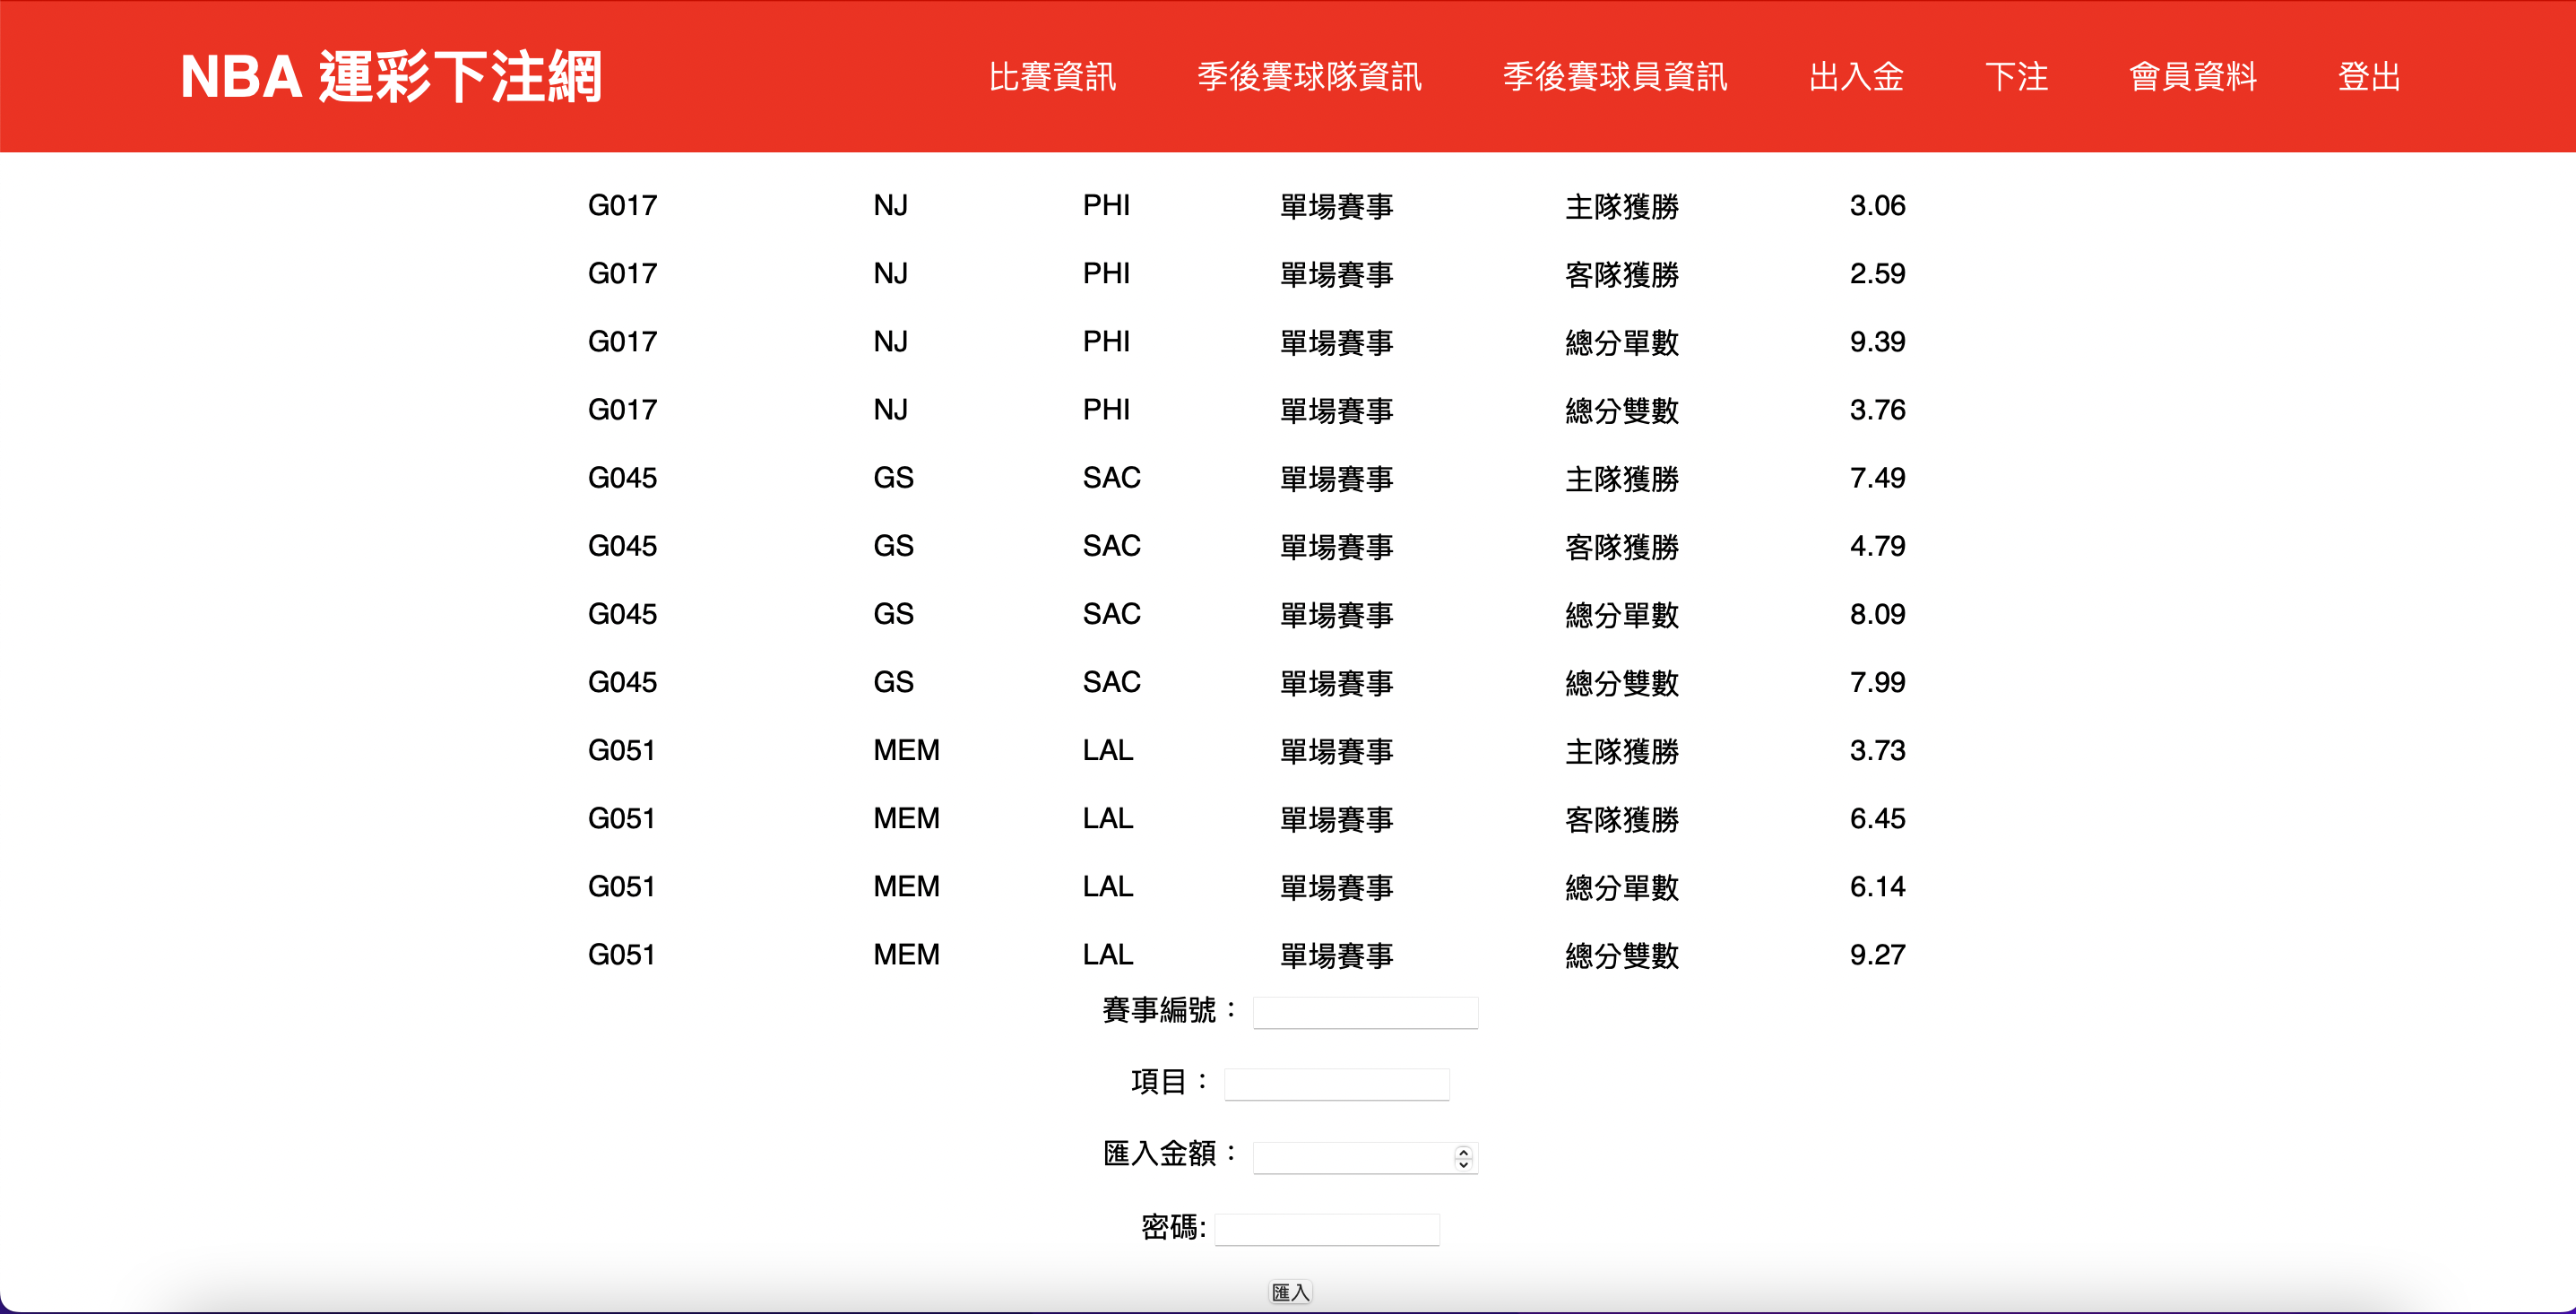 NBA 運彩下注網 比賽資訊 季後賽球隊資訊 季後賽球員資訊 出入金 下注 會員資料 登出
G017 NJ PHI 單場賽事 主隊獲勝 3.06
G017 NJ PHI 單場賽事 客隊獲勝 2.59
G017 NJ PHI 單場賽事 總分單數 9.39
G017 NJ PHI 單場賽事 總分雙數 3.76
G045 GS SAC 單場賽事 主隊獲勝 7.49
G045 GS SAC 單場賽事 客隊獲勝 4.79
G045 GS SAC 單場賽事 總分單數 8.09
G045 GS SAC 單場賽事 總分雙數 7.99
G051 MEM LAL 單場賽事 主隊獲勝 3.73
G051 MEM LAL 單場賽事 客隊獲勝 6.45
G051 MEM LAL 單場賽事 總分單數 6.14
G051 MEM LAL 單場賽事 總分雙數 9.27
賽事編號：
項目：
匯入金額：
密碼:
匯入